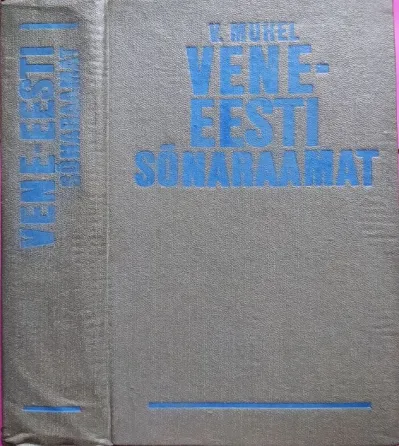 VENE-EESTI
SÕNARAAMAT
V. MUHEL
VENE-
EESTI
SÕNARAAMAT